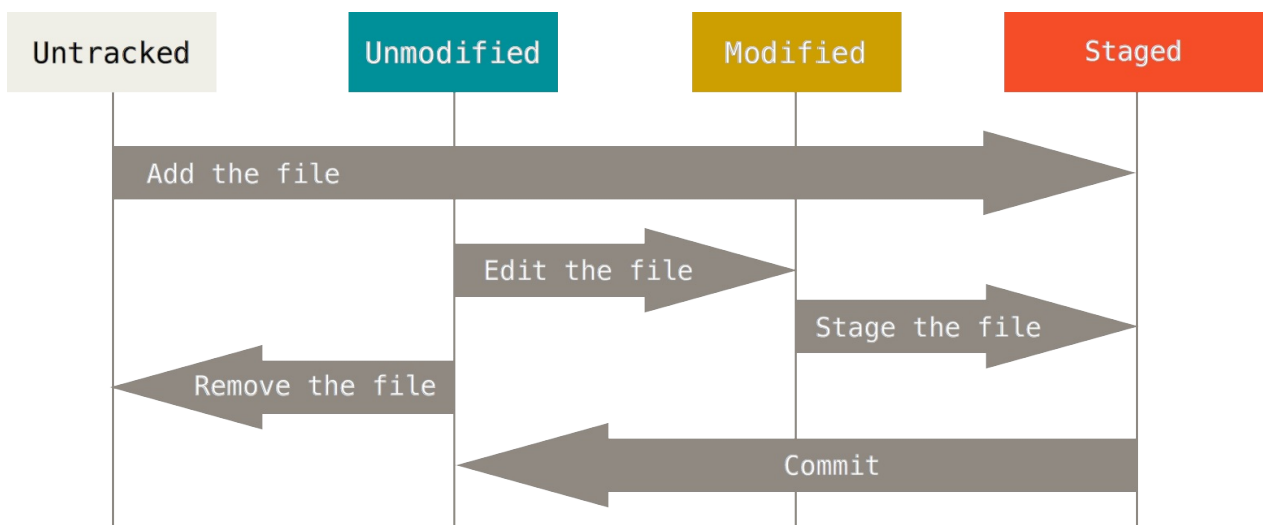 Untracked
Unmodified
Modified
Staged
Add the file
Edit the file
Stage the file
Remove the file
Commit